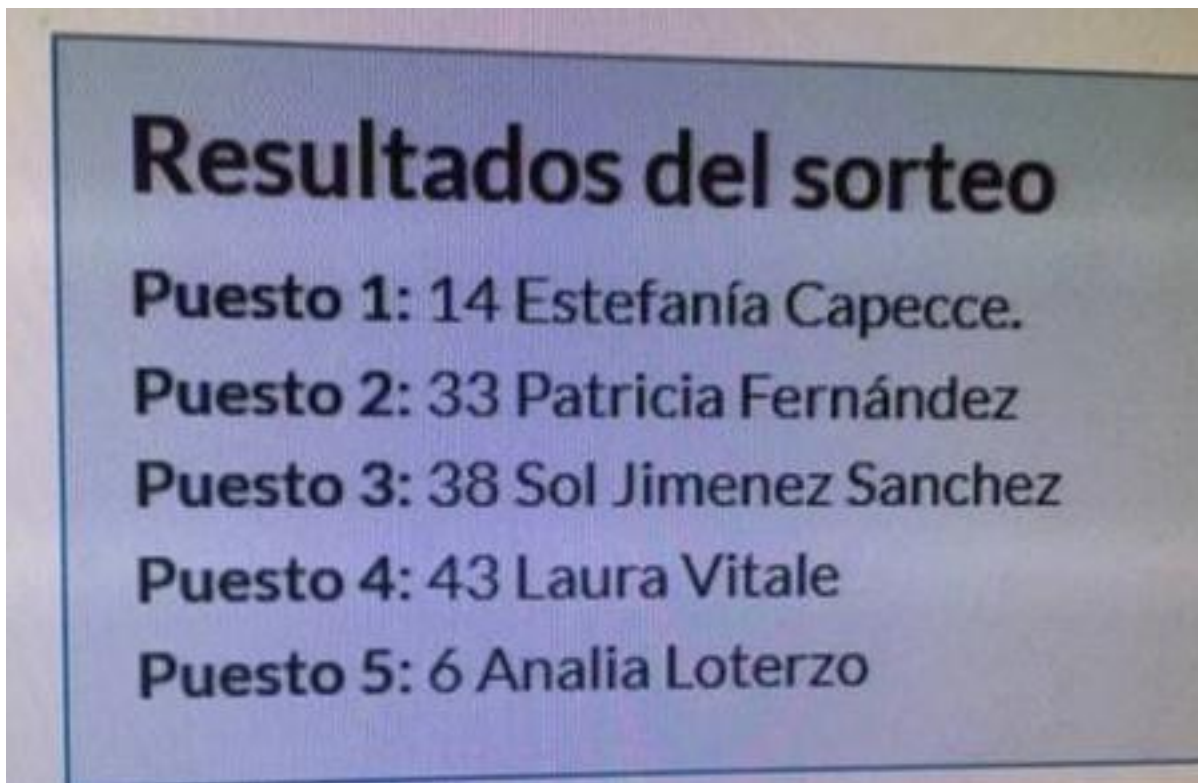 Resultados del sorteo
Puesto 1: 14 Estefanía Capecce.
Puesto 2: 33 Patricia Fernández
Puesto 3: 38 Sol Jimenez Sanchez
Puesto 4: 43 Laura Vitale
Puesto 5: 6 Analia Loterzo